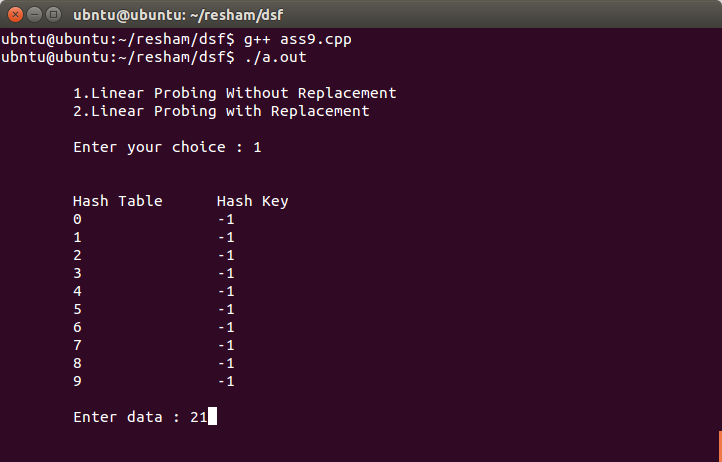 ubntu@ubuntu: ~/resham/dsf
ubntu@ubuntu:~/resham/dsf$ g++ ass9.cpp
ubntu@ubuntu:~/resham/dsf$ ./a.out
1.Linear Probing Without Replacement
2.Linear Probing with Replacement
Enter your choice : 1
Hash Table Hash Key
0 -1
1 -1
2 -1
3 -1
4 -1
5 -1
6 -1
7 -1
8 -1
9 -1
Enter data : 21